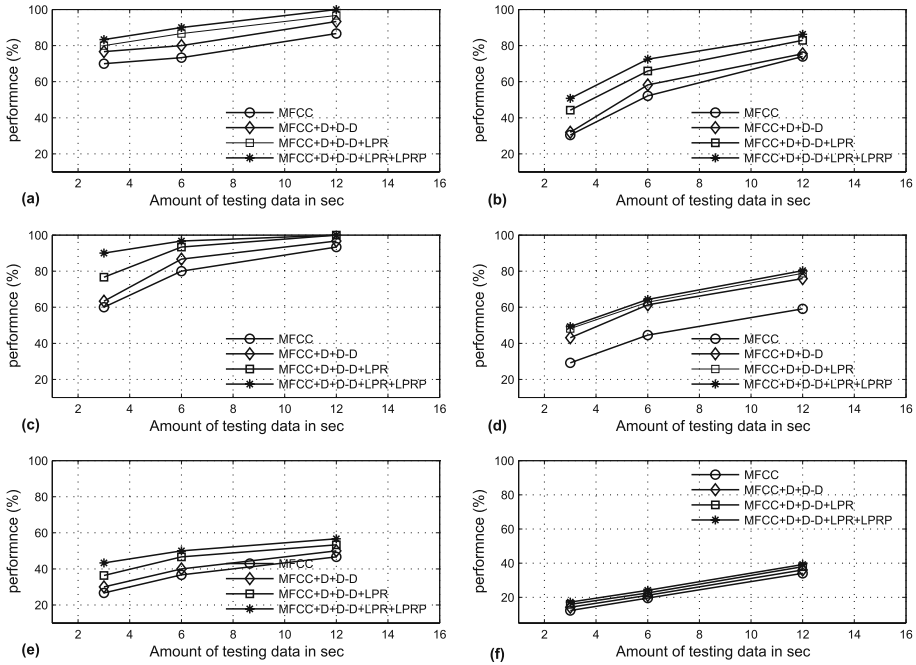 100
80
60
40
20
performnce (%)
MFCC
MFCC+D+D-D
MFCC+D+D-D+LPR
MFCC+D+D-D+LPR+LPRP
2 4 6 8 10 12 14 16
(a) Amount of testing data in sec
100
80
60
40
20
performnce (%)
MFCC
MFCC+D+D-D
MFCC+D+D-D+LPR
MFCC+D+D-D+LPR+LPRP
2 4 6 8 10 12 14 16
(b) Amount of testing data in sec
100
80
60
40
20
performnce (%)
MFCC
MFCC+D+D-D
MFCC+D+D-D+LPR
MFCC+D+D-D+LPR+LPRP
2 4 6 8 10 12 14 16
(c) Amount of testing data in sec
100
80
60
40
20
performnce (%)
MFCC
MFCC+D+D-D
MFCC+D+D-D+LPR
MFCC+D+D-D+LPR+LPRP
2 4 6 8 10 12 14 16
(d) Amount of testing data in sec
100
80
60
40
20
performnce (%)
MFCC
MFCC+D+D-D
MFCC+D+D-D+LPR
MFCC+D+D-D+LPR+LPRP
2 4 6 8 10 12 14 16
(e) Amount of testing data in sec
100
80
60
40
20
performnce (%)
MFCC
MFCC+D+D-D
MFCC+D+D-D+LPR
MFCC+D+D-D+LPR+LPRP
2 4 6 8 10 12 14 16
(f) Amount of testing data in sec